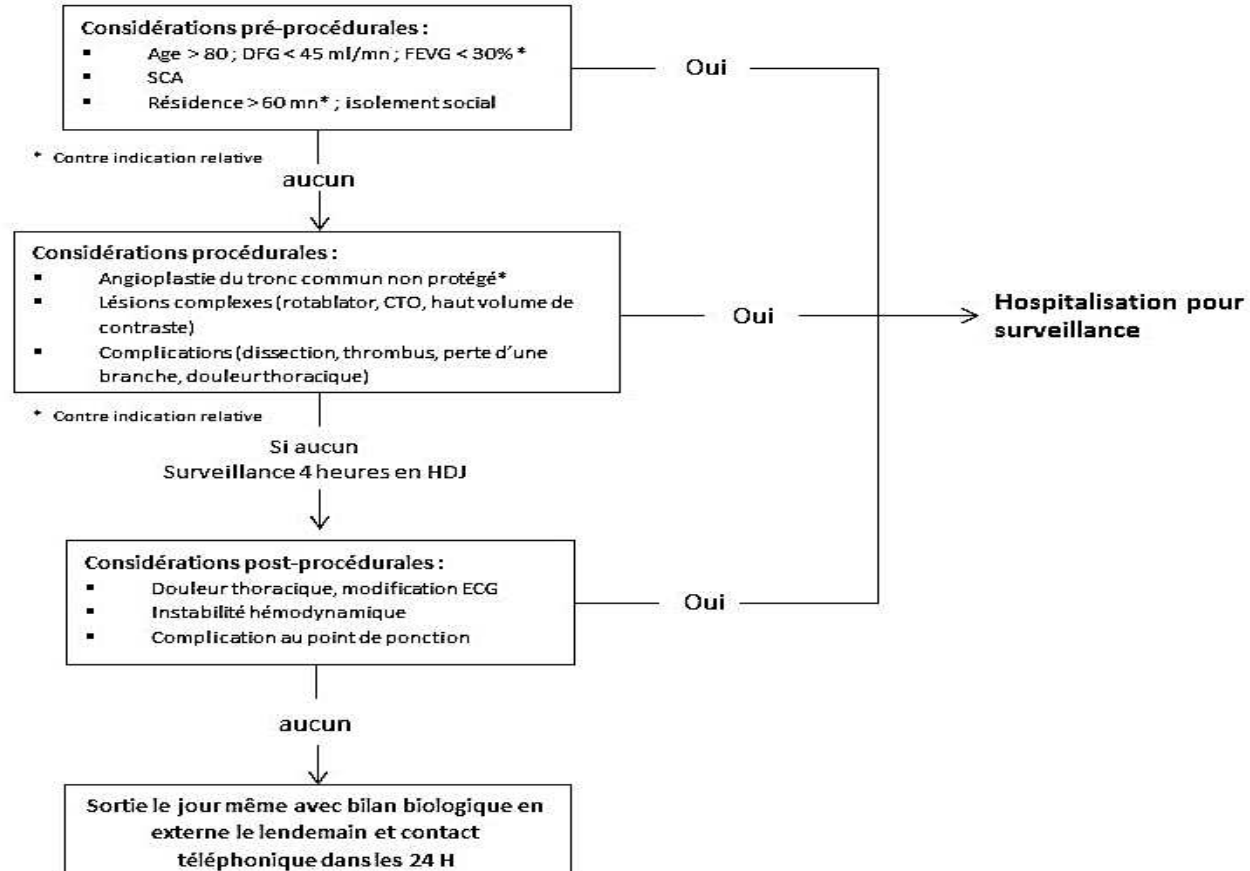 Considérations pré-procédurales :
▪ Age > 80 ; DFG < 45 ml/mn ; FEVG < 30% *
▪ SCA
▪ Résidence > 60 mn* ; isolement social
Oui
* Contre indication relative
aucun
Considérations procédurales :
▪ Angioplastie du tronc commun non protégé*
▪ Lésions complexes (rotablator, CTO, haut volume de
contraste)
▪ Complications (dissection, thrombus, perte d'une
branche, douleur thoracique)
Oui
Hospitalisation pour
surveillance
* Contre indication relative
Si aucun
Surveillance 4 heures en HDJ
Considérations post-procédurales :
▪ Douleur thoracique, modification ECG
▪ Instabilité hémodynamique
▪ Complication au point de ponction
Oui
aucun
Sortie le jour même avec bilan biologique en
externe le lendemain et contact
téléphonique dans les 24 H